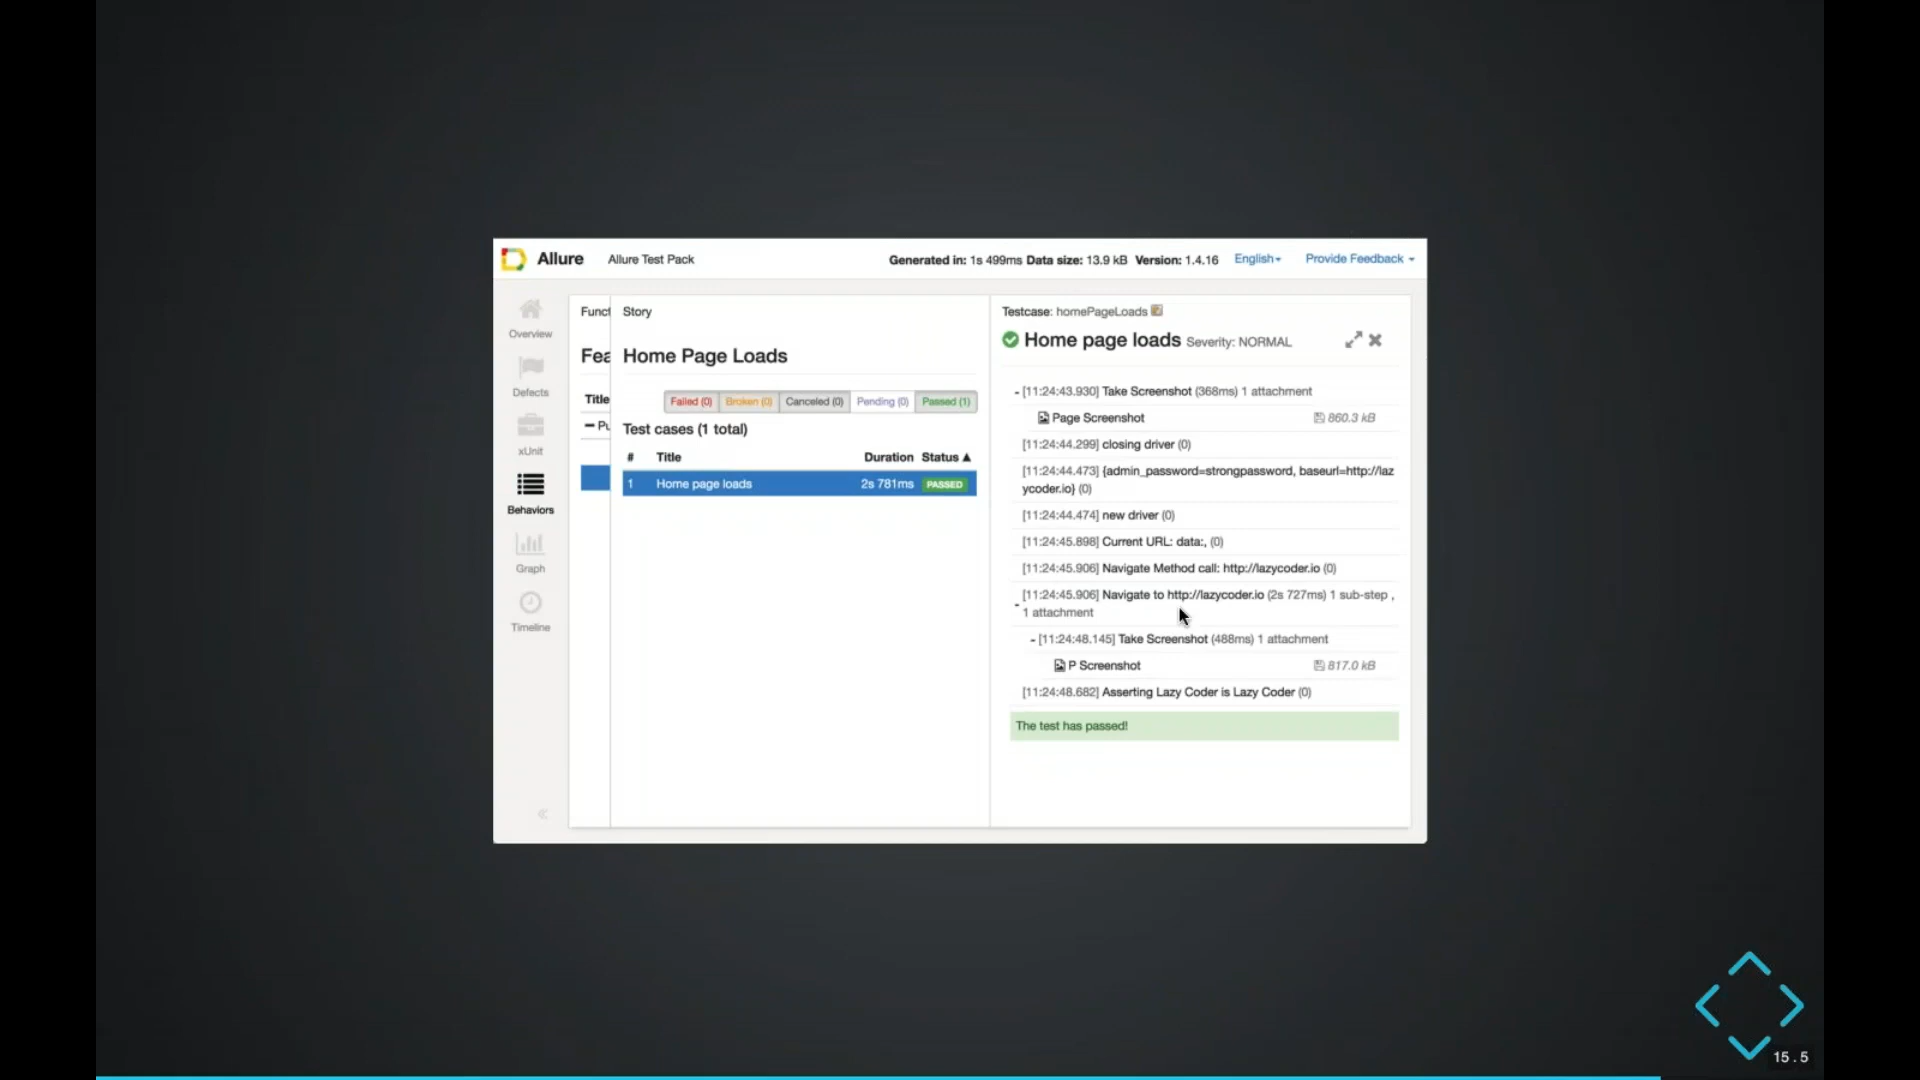 Allure
Allure Test Pack
Generated in: 1s 499ms Data size: 13.9 kB Version: 1.4.16
English
Provide Feedback
Overview
Defects
xUnit
Behaviors
Graph
Timeline
Funct
Fea
Title
Pu
Story
Home Page Loads
Failed (0) Broken (0) Canceled (0) Pending (0) Passed (1)
Test cases (1 total)
# Title Duration Status
1 Home page loads 2s 781ms PASSED
Testcase: homePageLoads
Home page loads Severity: NORMAL
- [11:24:43.930] Take Screenshot (368ms) 1 attachment
Page Screenshot 860.3 kB
[11:24:44.299] closing driver (0)
[11:24:44.473] {admin_password=strongpassword, baseurl=http://laz
ycoder.io} (0)
[11:24:44.474] new driver (0)
[11:24:45.898] Current URL: data:, (0)
[11:24:45.906] Navigate Method call: http://lazycoder.io (0)
- [11:24:45.906] Navigate to http://lazycoder.io (2s 727ms) 1 sub-step ,
1 attachment
- [11:24:48.145] Take Screenshot (488ms) 1 attachment
P Screenshot 817.0 kB
[11:24:48.682] Asserting Lazy Coder is Lazy Coder (0)
The test has passed!
15.5